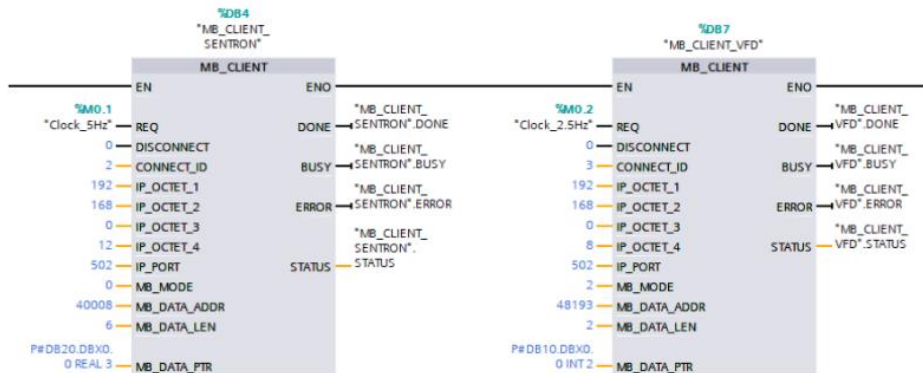 %DB4
"MB_CLIENT_
SENTRON"
MB_CLIENT
EN ENO
%M0.1
"Clock_5Hz" REQ
DONE "MB_CLIENT_
SENTRON".DONE
0 DISCONNECT
2 CONNECT_ID
BUSY "MB_CLIENT_
SENTRON".BUSY
192 IP_OCTET_1
168 IP_OCTET_2
ERROR "MB_CLIENT_
SENTRON".ERROR
0 IP_OCTET_3
12 IP_OCTET_4
502 IP_PORT
STATUS "MB_CLIENT_
SENTRON".
STATUS
0 MB_MODE
40008 MB_DATA_ADDR
6 MB_DATA_LEN
P#DB20.DBX0.
0 REAL 3 MB_DATA_PTR
%DB7
"MB_CLIENT_VFD"
MB_CLIENT
EN ENO
%M0.2
"Clock_2.5Hz" REQ
DONE "MB_CLIENT_
VFD".DONE
0 DISCONNECT
3 CONNECT_ID
BUSY "MB_CLIENT_
VFD".BUSY
192 IP_OCTET_1
168 IP_OCTET_2
ERROR "MB_CLIENT_
VFD".ERROR
0 IP_OCTET_3
8 IP_OCTET_4
STATUS "MB_CLIENT_
VFD".STATUS
502 IP_PORT
2 MB_MODE
48193 MB_DATA_ADDR
2 MB_DATA_LEN
P#DB10.DBX0.
0 INT 2 MB_DATA_PTR